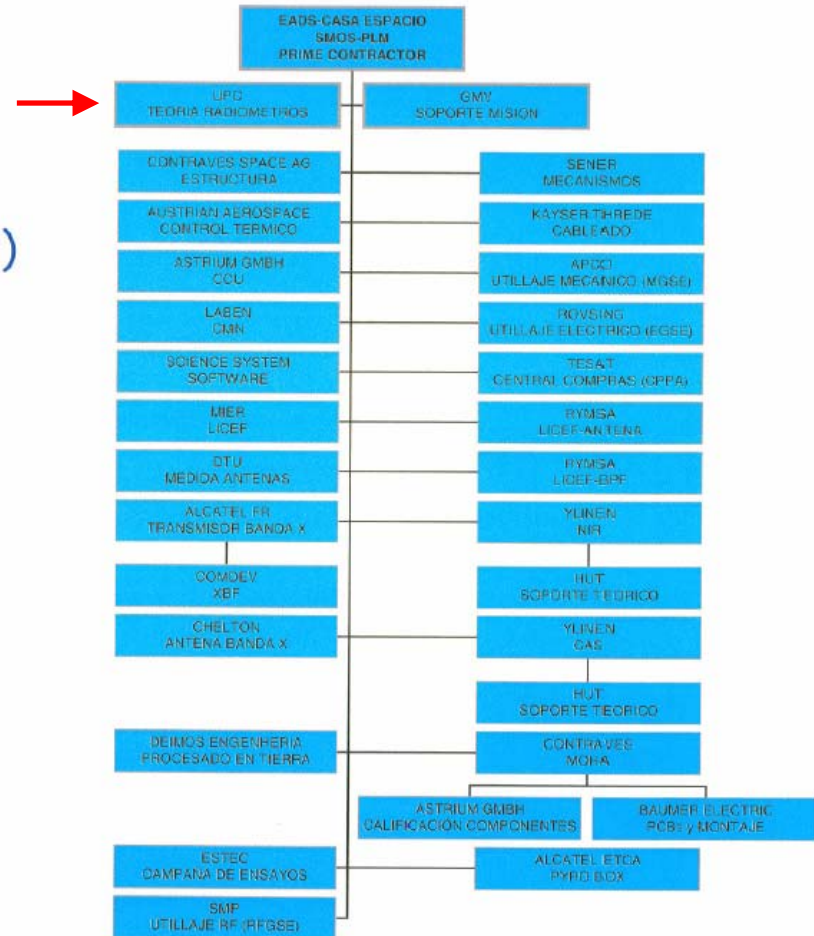 EADS-CASA ESPACIO
SMOS-PLM
PRIME CONTRACTOR
UPC
TEORIA RADIOMETROS
GMV
SOPORTE MISION
CONTRAVES SPACE AG
ESTRUCTURA
SENER
MECANISMOS
AUSTRIAN AEROSPACE
CONTROL TERMICO
KAYSER THREDE
CABLEADO
)
ASTRIUM GMBH
CCU
APCO
UTILLAJE MECANICO (MGSE)
LABEN
CMN
ROVSING
UTILLAJE ELECTRICO (EGSE)
SCIENCE SYSTEM
SOFTWARE
TESAT
CENTRAL COMPRAS (CPPA)
MIER
LICEF
RYMSA
LICEF-ANTENA
DTU
MEDIDA ANTENAS
RYMSA
LICEF-BPF
ALCATEL FR
TRANSMISOR BANDA X
YLINEN
NIR
COMDEV
XBF
HUT
SOPORTE TEORICO
CHELTON
ANTENA BANDA X
YLINEN
CAS
HUT
SOPORTE TEORICO
DEIMOS ENGENHERIA
PROCESADO EN TIERRA
CONTRAVES
MOHA
ASTRIUM GMBH
CALIFICACIÓN COMPONENTES
BAUMER ELECTRIC
PCBs y MONTAJE
ESTEC
CAMPAÑA DE ENSAYOS
ALCATEL ETCA
PYRO BOX
SMP
UTILLAJE RF (RFGSE)